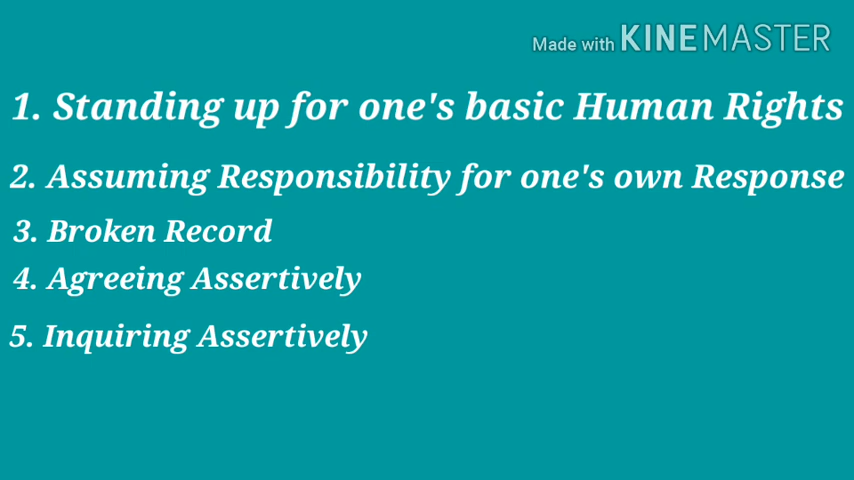 Made with KINEMASTER
1. Standing up for one's basic Human Rights
2. Assuming Responsibility for one's own Response
3. Broken Record
4. Agreeing Assertively
5. Inquiring Assertively